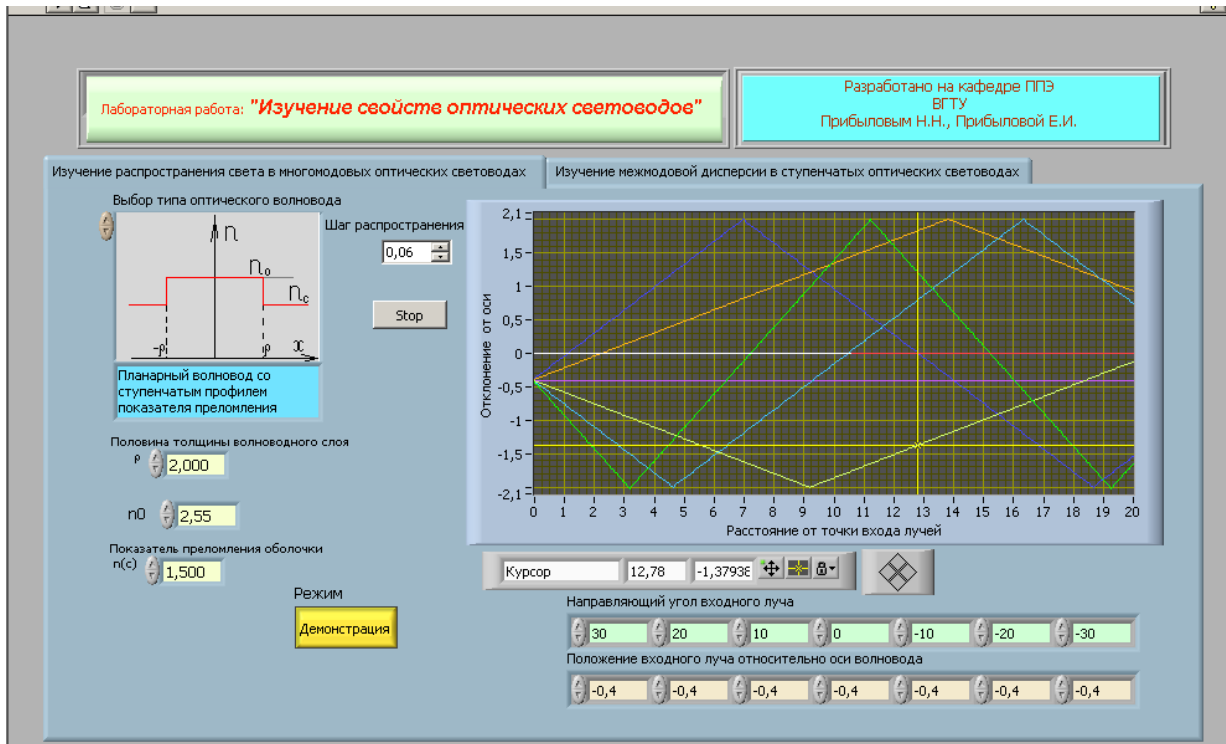 Лабораторная работа: "Изучение свойств оптических световодов"
Разработано на кафедре ППЭ
ВГТУ
Прибыловым Н.Н., Прибыловой Е.И.
Изучение распространения света в многомодовых оптических световодах
Изучение межмодовой дисперсии в ступенчатых оптических световодах
Выбор типа оптического волновода
n
n₀
n_c
-ρ
ρ
x
Планарный волновод со
ступенчатым профилем
показателя преломления
Шаг распространения
0,06
Stop
Половина толщины волноводного слоя
ρ
2,000
n0
2,55
Показатель преломления оболочки
n(c)
1,500
Режим
Демонстрация
Отклонение от оси
2,1
1,5
1
0,5
0
-0,5
-1
-1,5
-2,1
0 1 2 3 4 5 6 7 8 9 10 11 12 13 14 15 16 17 18 19 20
Расстояние от точки входа лучей
Курсор 12,78 -1,37938
Направляющий угол входного луча
30 20 10 0 -10 -20 -30
Положение входного луча относительно оси волновода
-0,4 -0,4 -0,4 -0,4 -0,4 -0,4 -0,4